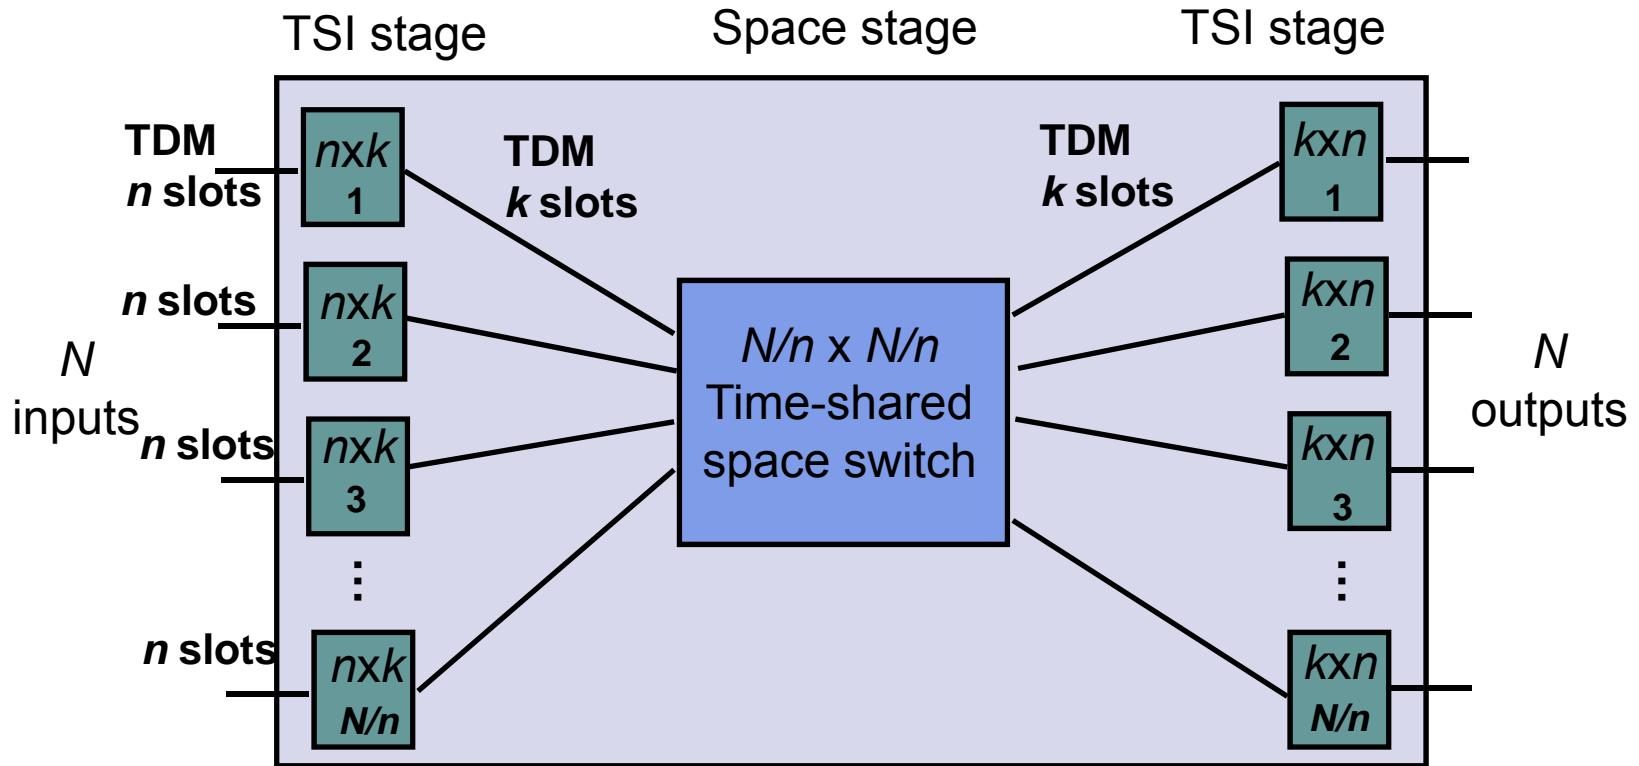 TSI stage
Space stage
TSI stage
TDM
n slots
nxk
1
TDM
k slots
TDM
k slots
kxn
1
n slots
nxk
2
kxn
2
N
inputs
n slots
nxk
3
N/n x N/n
Time-shared
space switch
kxn
3
N
outputs
⋮
⋮
n slots
nxk
N/n
kxn
N/n